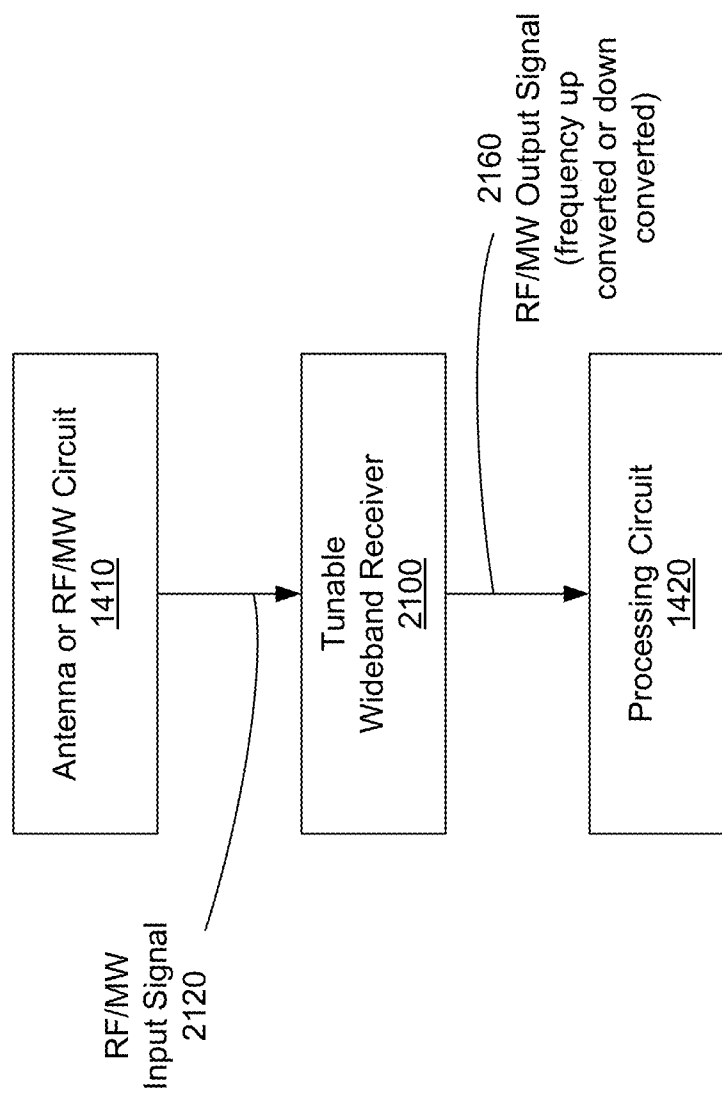 Antenna or RF/MW Circuit
1410
RF/MW
Input Signal
2120
Tunable
Wideband Receiver
2100
2160
RF/MW Output Signal
(frequency up
converted or down
converted)
Processing Circuit
1420